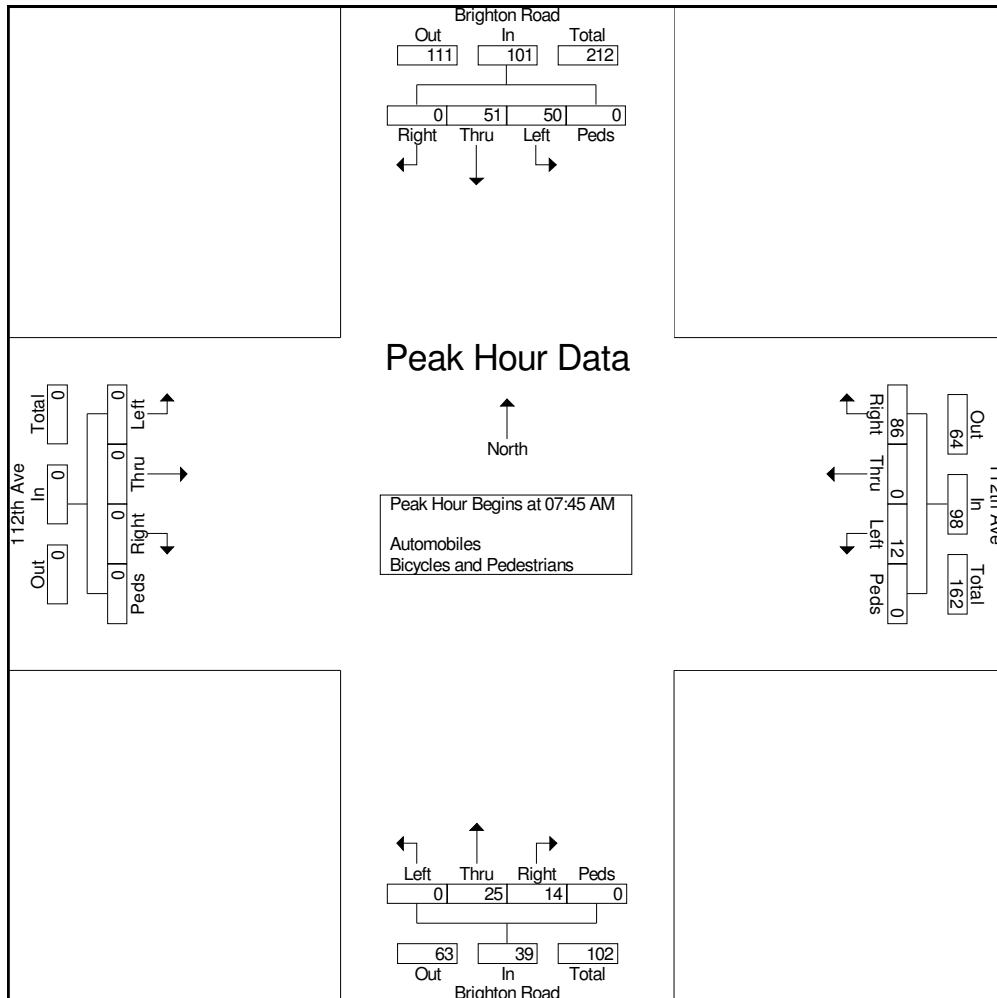 Brighton Road
Out In Total
111 101 212
0 51 50 0
Right Thru Left Peds
Peak Hour Data
North
Peak Hour Begins at 07:45 AM
Automobiles
Bicycles and Pedestrians
112th Ave
Total In Out
0 0 0
0 0 0 0
Left Thru Right Peds
Right Thru Left Peds
86 0 12 0
64 98 162
Out In Total
112th Ave
Left Thru Right Peds
0 25 14 0
63 39 102
Out In Total
Brighton Road